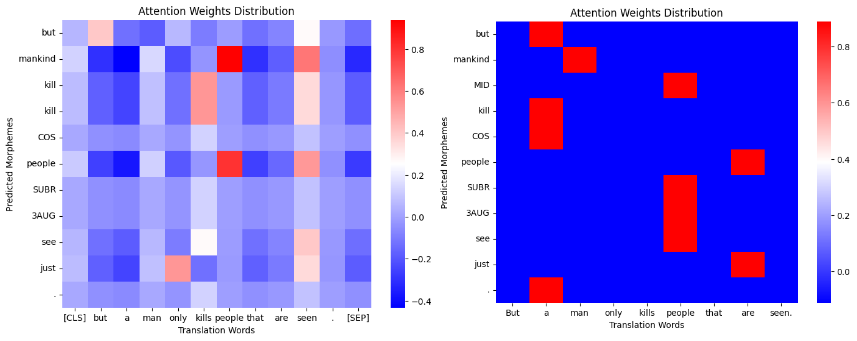 Attention Weights Distribution
Predicted Morphemes
but
mankind
kill
kill
COS
people
SUBR
3AUG
see
just
.
[CLS] but a man only kills people that are seen . [SEP]
Translation Words
0.8
0.6
0.4
0.2
0.0
−0.2
−0.4
Attention Weights Distribution
Predicted Morphemes
but
mankind
MID
kill
COS
people
SUBR
3AUG
see
just
.
But a man only kills people that are seen.
Translation Words
0.8
0.6
0.4
0.2
0.0